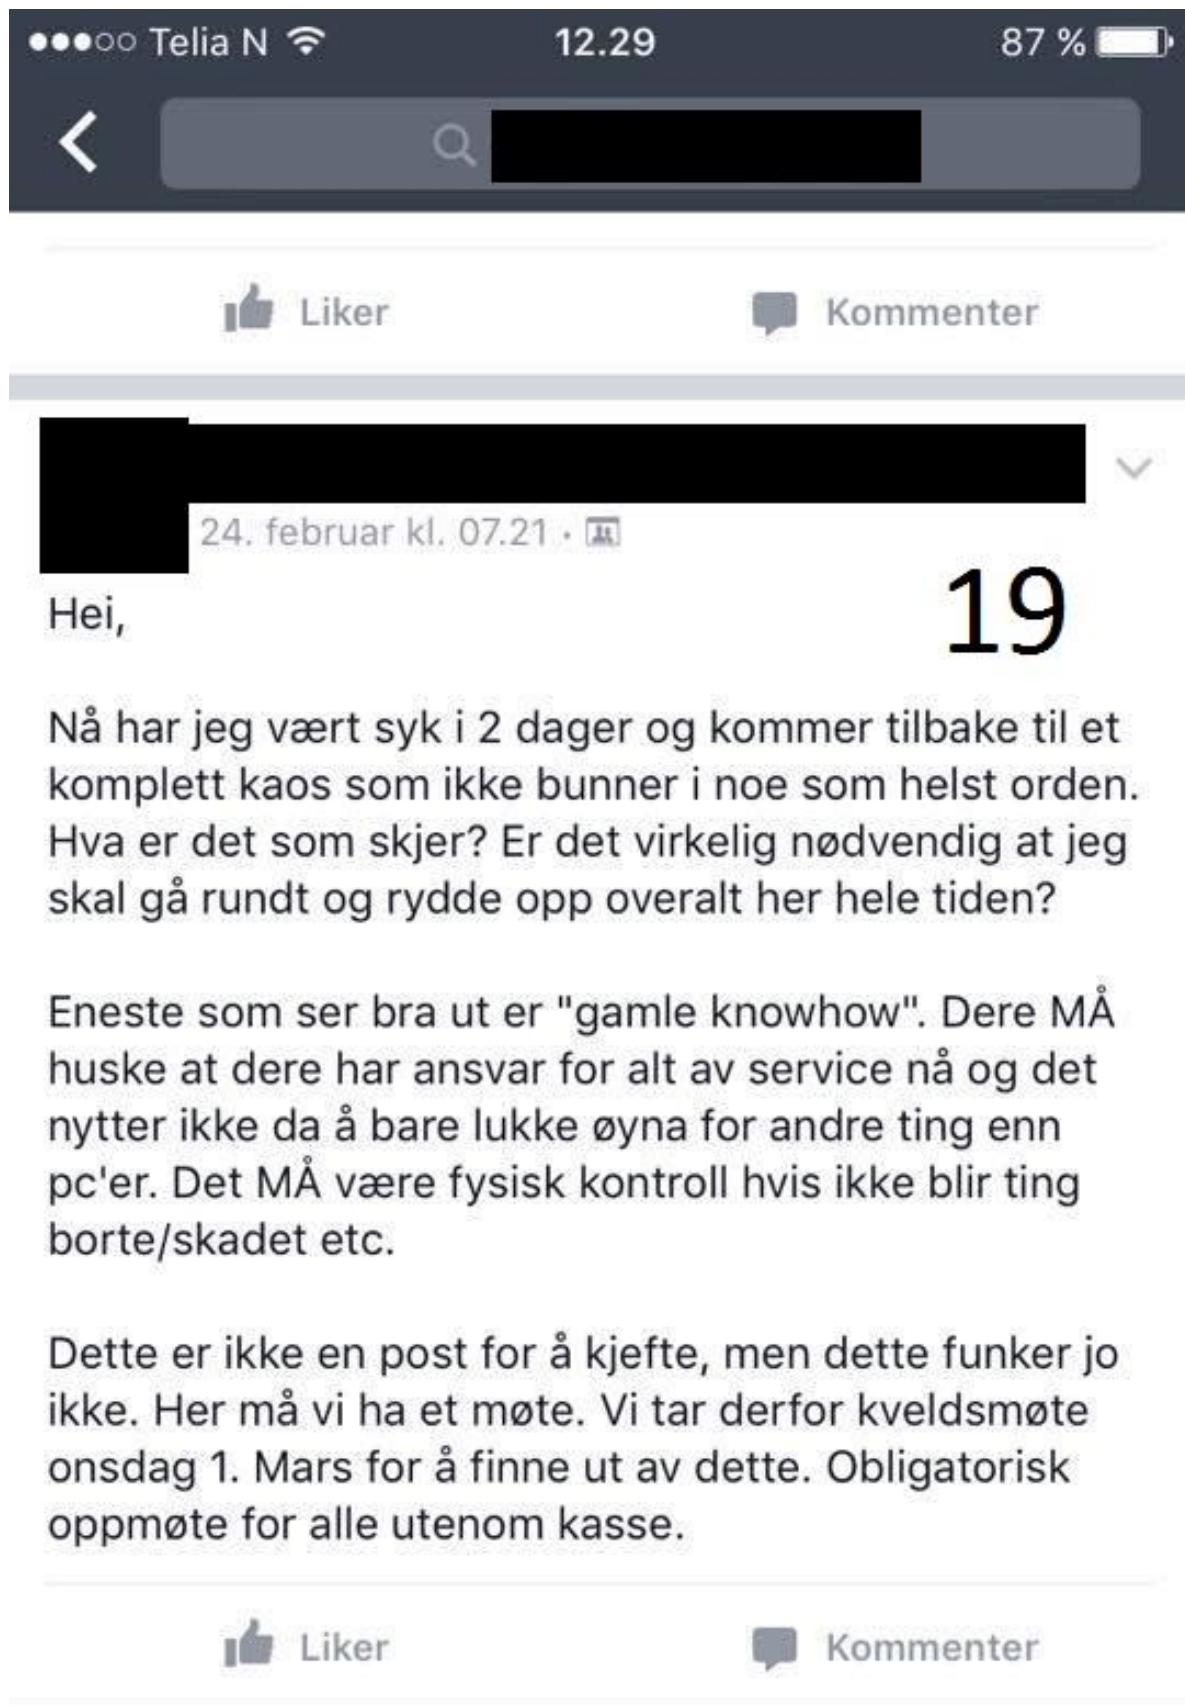 Telia N 12.29 87 %
Liker Kommenter
24. februar kl. 07.21 ·
19
Hei,
Nå har jeg vært syk i 2 dager og kommer tilbake til et
komplett kaos som ikke bunner i noe som helst orden.
Hva er det som skjer? Er det virkelig nødvendig at jeg
skal gå rundt og rydde opp overalt her hele tiden?
Eneste som ser bra ut er "gamle knowhow". Dere MÅ
huske at dere har ansvar for alt av service nå og det
nytter ikke da å bare lukke øyna for andre ting enn
pc'er. Det MÅ være fysisk kontroll hvis ikke blir ting
borte/skadet etc.
Dette er ikke en post for å kjefte, men dette funker jo
ikke. Her må vi ha et møte. Vi tar derfor kveldsmøte
onsdag 1. Mars for å finne ut av dette. Obligatorisk
oppmøte for alle utenom kasse.
Liker Kommenter